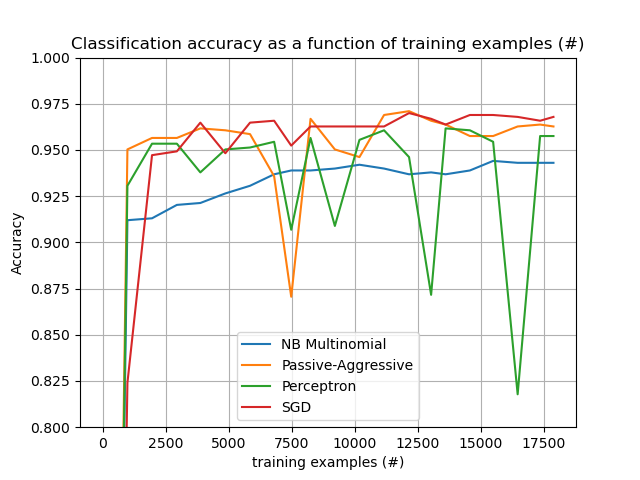 Classification accuracy as a function of training examples (#)
1.000
0.975
0.950
0.925
0.900
0.875
0.850
0.825
0.800
Accuracy
NB Multinomial
Passive-Aggressive
Perceptron
SGD
0 2500 5000 7500 10000 12500 15000 17500
training examples (#)